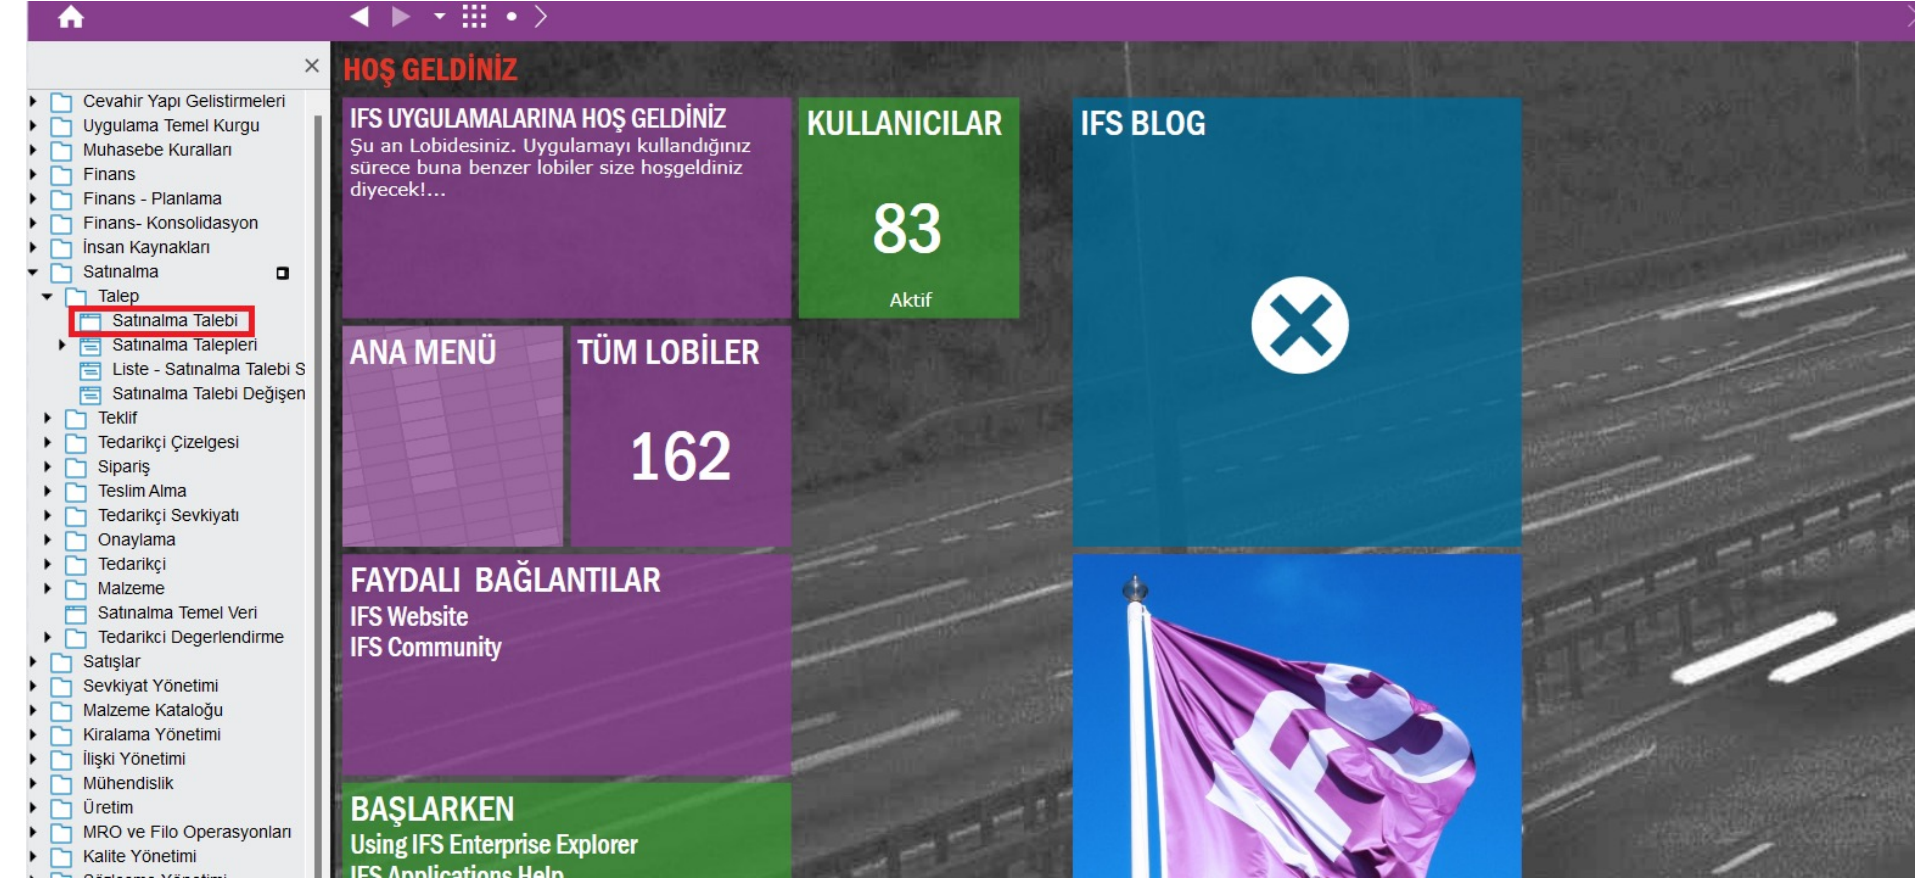 Cevahir Yapı Gelistirmeleri
Uygulama Temel Kurgu
Muhasebe Kuralları
Finans
Finans - Planlama
Finans- Konsolidasyon
İnsan Kaynakları
Satınalma
Talep
Satınalma Talebi
Satınalma Talepleri
Liste - Satınalma Talebi S
Satınalma Talebi Değişen
Teklif
Tedarikçi Çizelgesi
Sipariş
Teslim Alma
Tedarikçi Sevkiyatı
Onaylama
Tedarikçi
Malzeme
Satınalma Temel Veri
Tedarikci Degerlendirme
Satışlar
Sevkiyat Yönetimi
Malzeme Kataloğu
Kiralama Yönetimi
İlişki Yönetimi
Mühendislik
Üretim
MRO ve Filo Operasyonları
Kalite Yönetimi
HOŞ GELDİNİZ
IFS UYGULAMALARINA HOŞ GELDİNİZ
Şu an Lobidesiniz. Uygulamayı kullandığınız
sürece buna benzer lobiler size hoşgeldiniz
diyecek!...
KULLANICILAR
83
Aktif
IFS BLOG
ANA MENÜ
TÜM LOBİLER
162
FAYDALI BAĞLANTILAR
IFS Website
IFS Community
BAŞLARKEN
Using IFS Enterprise Explorer
IFS Applications Help
IFS